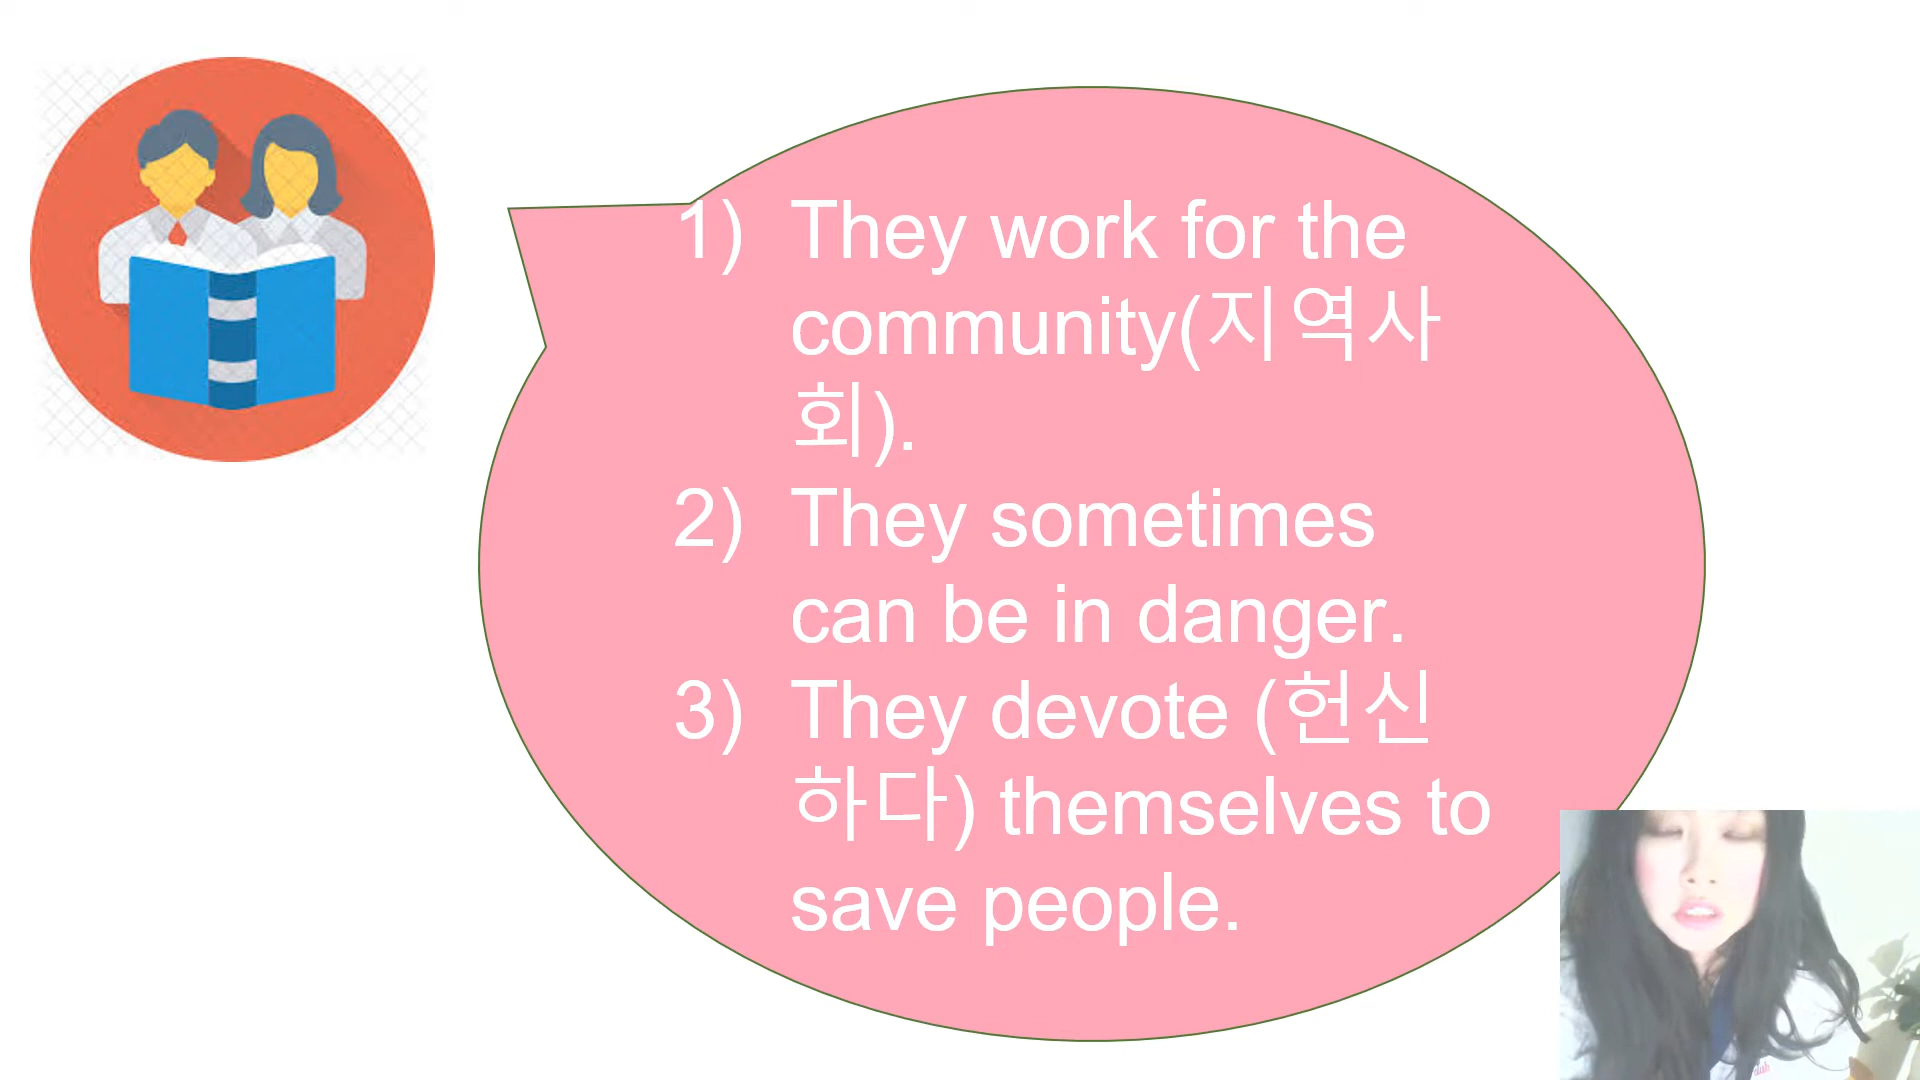 1) They work for the
community(지역사
회).
2) They sometimes
can be in danger.
3) They devote (헌신
하다) themselves to
save people.